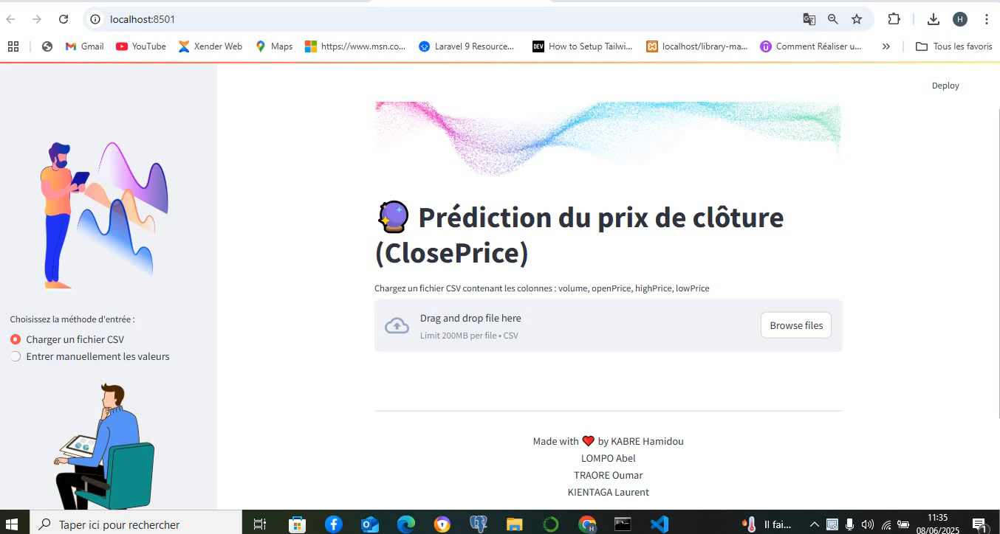 localhost:8501
H
Gmail
YouTube
Xender Web
Maps
https://www.msn.co...
Laravel 9 Resource...
DEV
How to Setup Tailwi...
localhost/library-ma...
Comment Réaliser u...
Tous les favoris
Deploy
Prédiction du prix de clôture
(ClosePrice)
Chargez un fichier CSV contenant les colonnes : volume, openPrice, highPrice, lowPrice
Drag and drop file here
Limit 200MB per file • CSV
Browse files
Choisissez la méthode d'entrée :
Charger un fichier CSV
Entrer manuellement les valeurs
Made with ❤️ by KABRE Hamidou
LOMPO Abel
TRAORE Oumar
KIENTAGA Laurent
Taper ici pour rechercher
Il fai...
11:35
08/06/2025
1